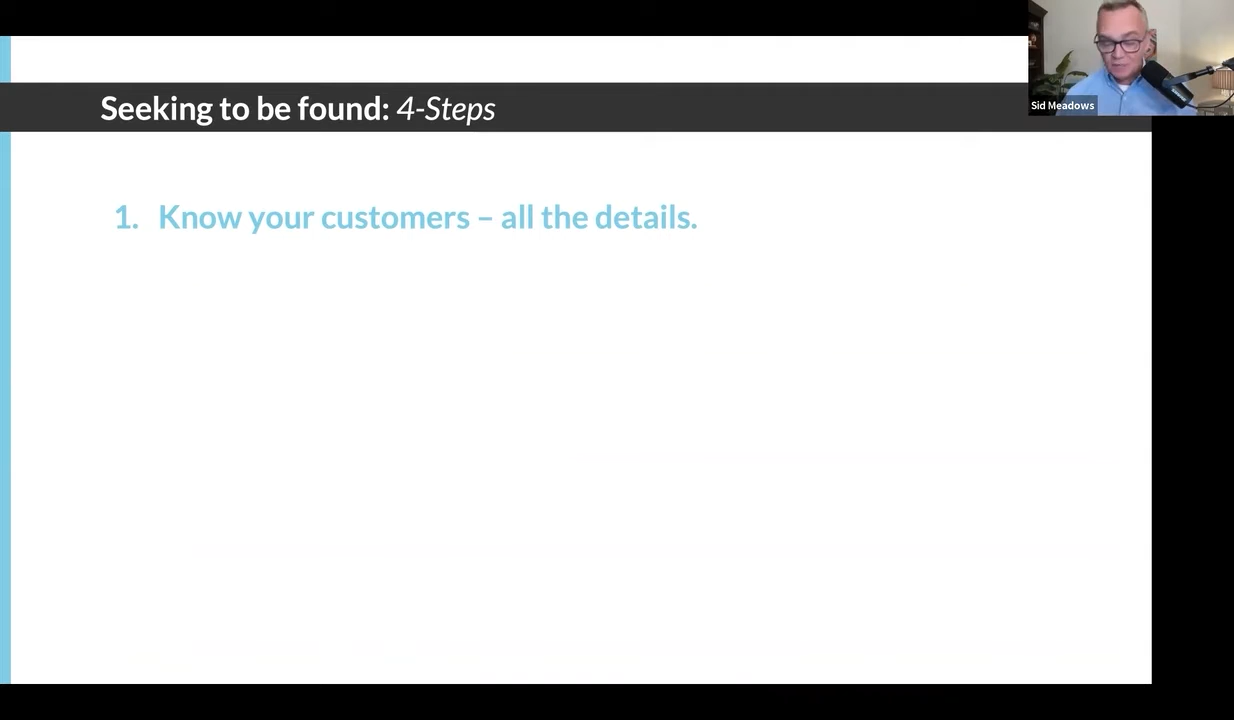 Seeking to be found: 4-Steps
Sid Meadows
1. Know your customers – all the details.